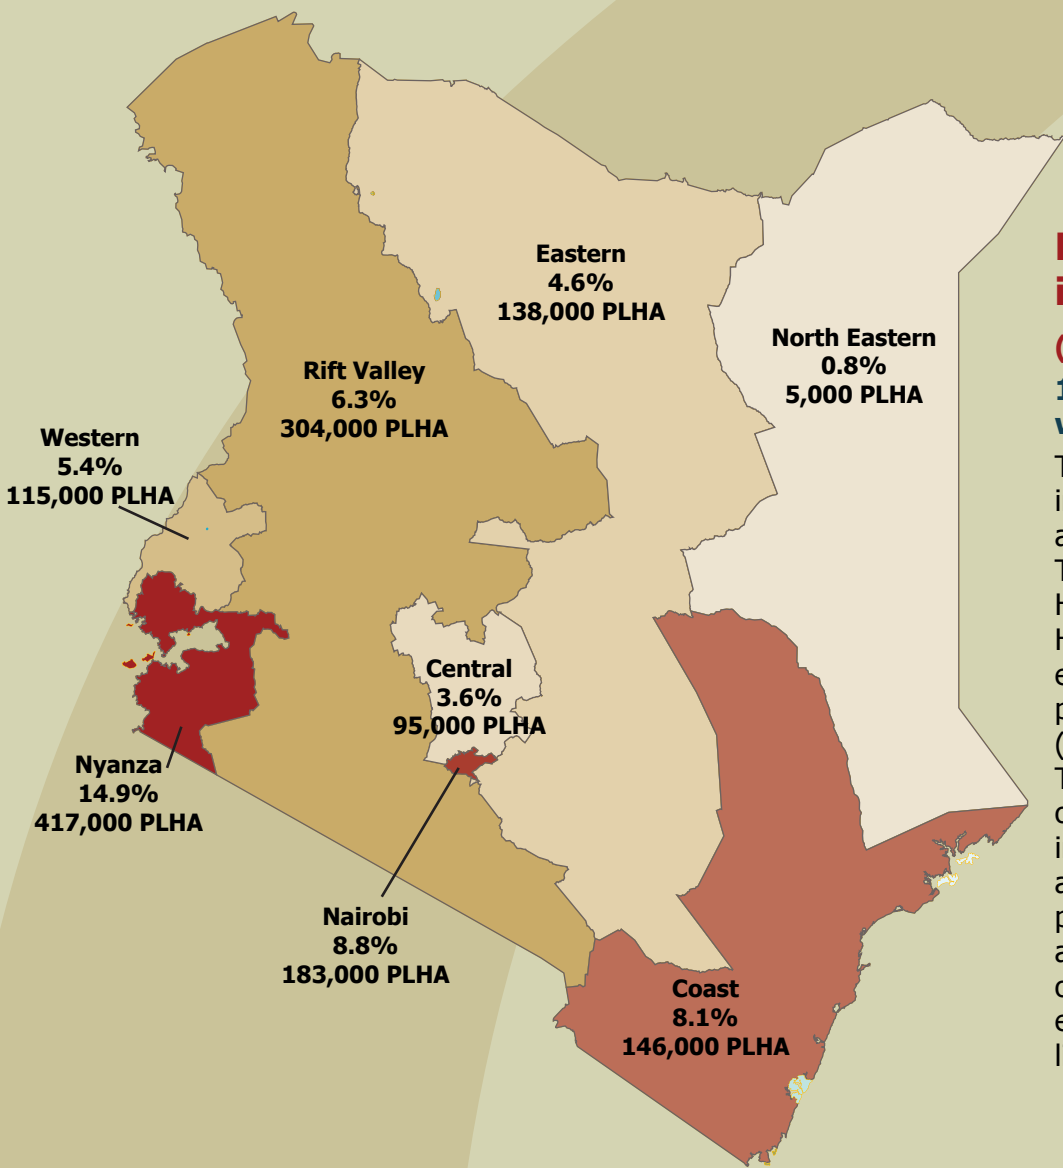 Eastern
4.6%
138,000 PLHA
North Eastern
0.8%
5,000 PLHA
Rift Valley
6.3%
304,000 PLHA
Western
5.4%
115,000 PLHA
Central
3.6%
95,000 PLHA
Nyanza
14.9%
417,000 PLHA
Nairobi
8.8%
183,000 PLHA
Coast
8.1%
146,000 PLHA